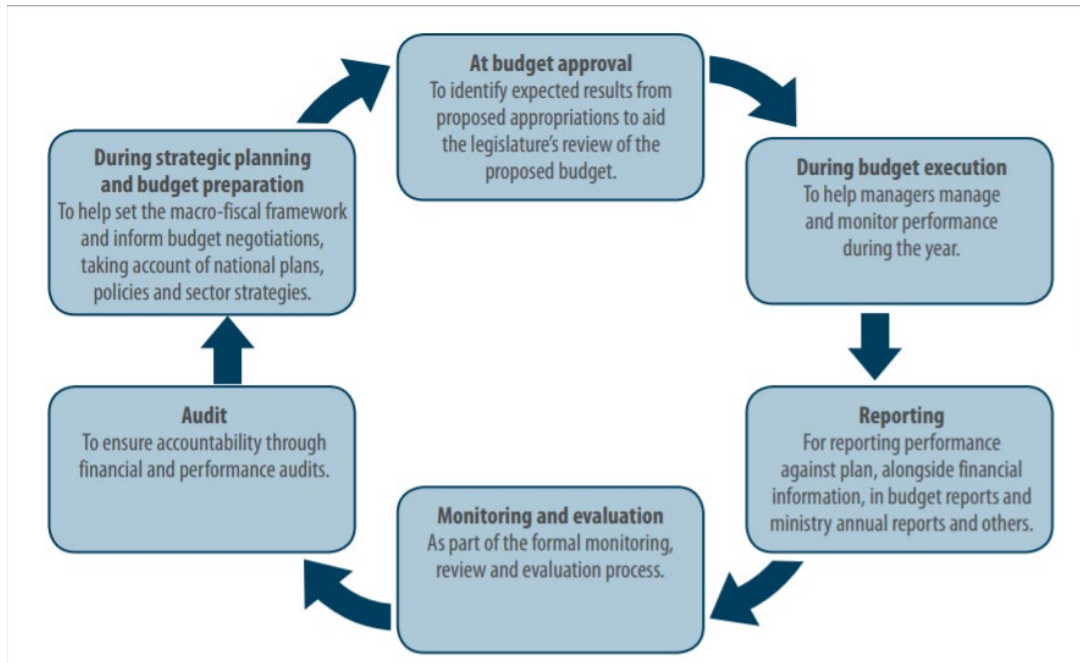 At budget approval
To identify expected results from
proposed appropriations to aid
the legislature's review of the
proposed budget.
During budget execution
To help managers manage
and monitor performance
during the year.
Reporting
For reporting performance
against plan, alongside financial
information, in budget reports and
ministry annual reports and others.
Monitoring and evaluation
As part of the formal monitoring,
review and evaluation process.
Audit
To ensure accountability through
financial and performance audits.
During strategic planning
and budget preparation
To help set the macro-fiscal framework
and inform budget negotiations,
taking account of national plans,
policies and sector strategies.